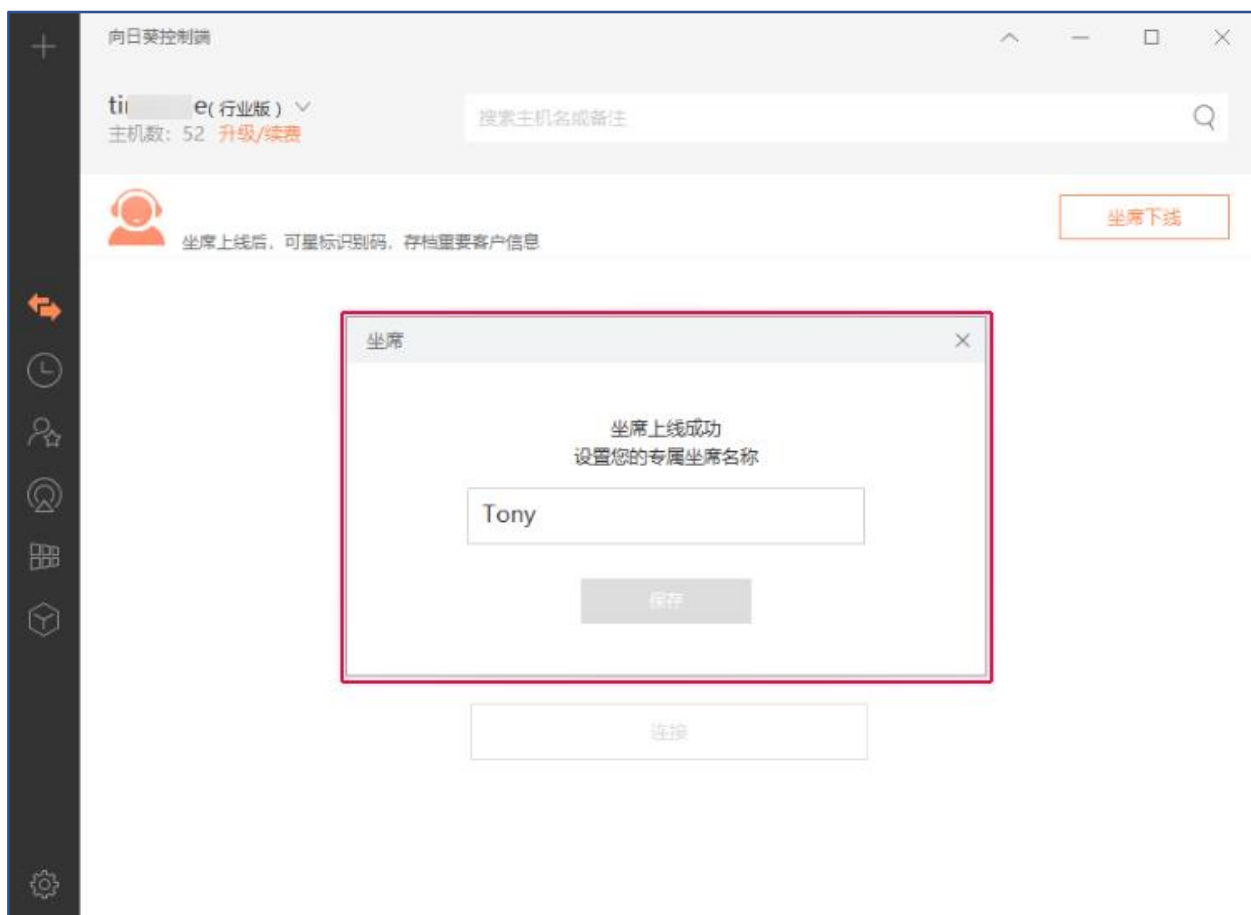 向日葵控制端
ti e(行业版)
主机数: 52 升级/续费
搜索主机名或备注
坐席上线后，可星标识别码，存档重要客户信息
坐席下线
坐席
坐席上线成功
设置您的专属坐席名称
Tony
保存
连接